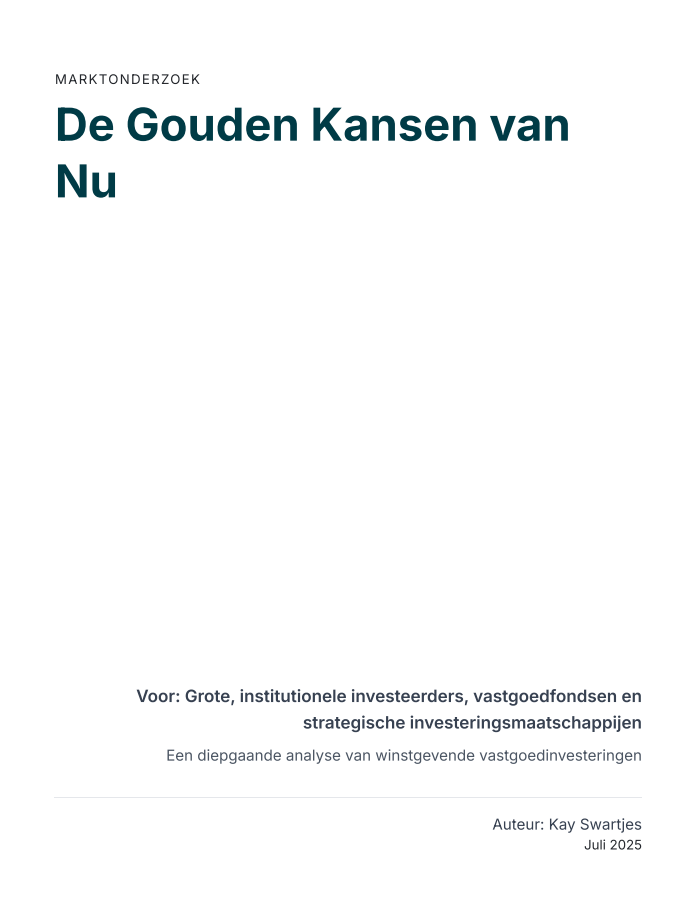 MARKTONDERZOEK
De Gouden Kansen van
Nu
Voor: Grote, institutionele investeerders, vastgoedfondsen en
strategische investeringsmaatschappijen
Een diepgaande analyse van winstgevende vastgoedinvesteringen
Auteur: Kay Swartjes
Juli 2025